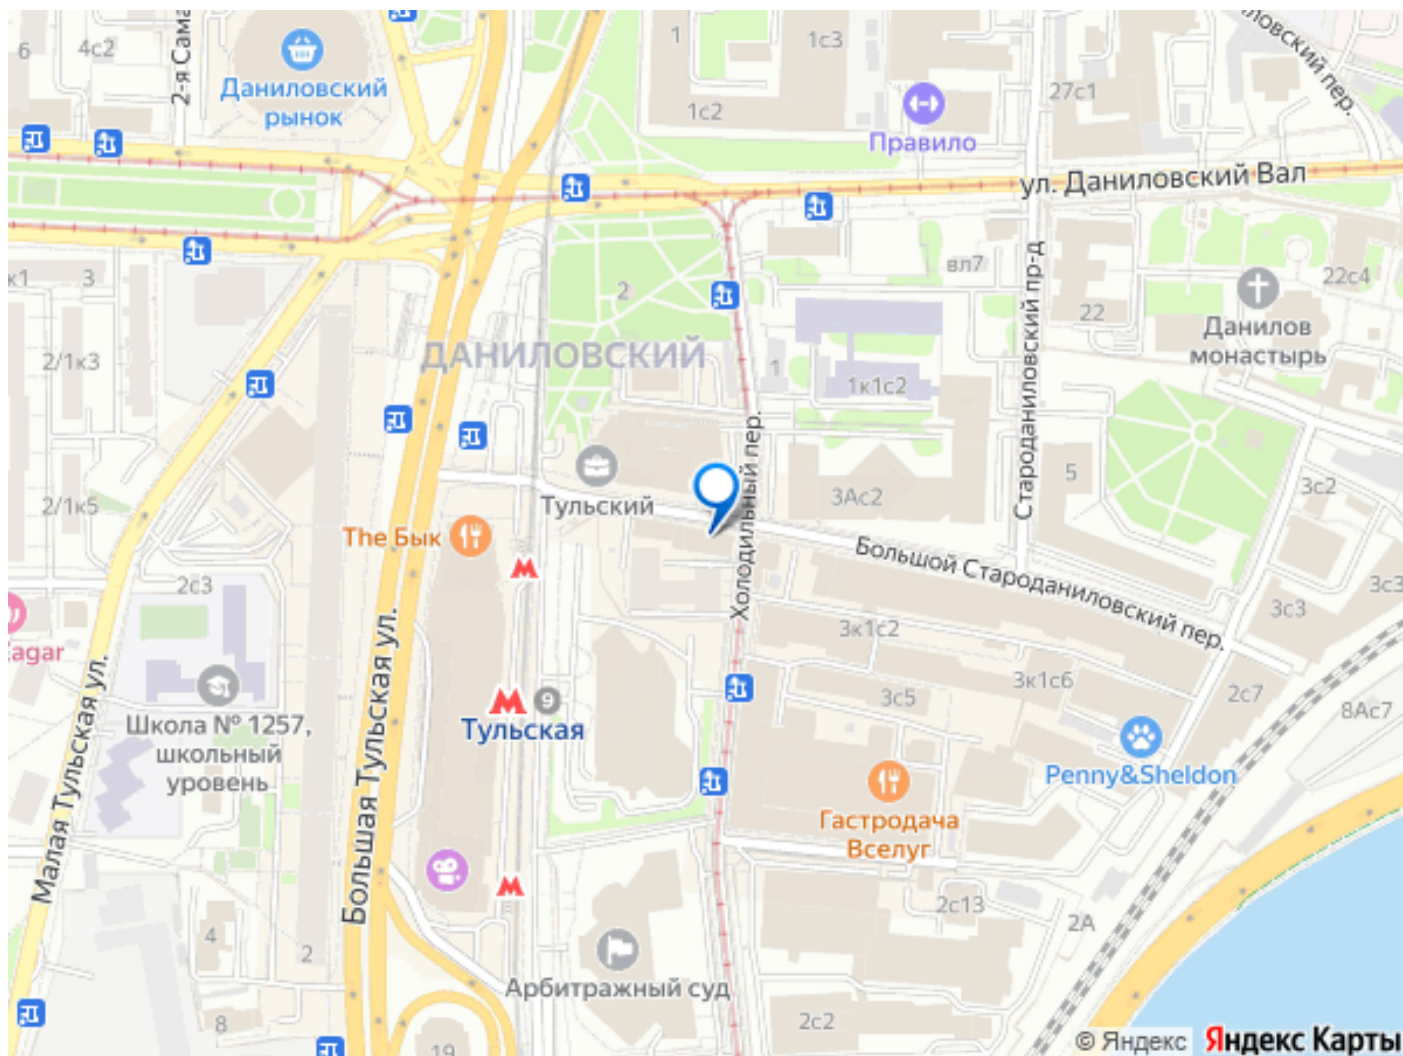 6
4с2
2-я Сама
Даниловский
рынок
1
1с3
1с2
Правило
27с1
ловский пер.
ул. Даниловский Вал
к1
3
2
вл7
Староданиловский пр-д
22с4
22
Данилов
монастырь
ДАНИЛОВСКИЙ
2/1к3
1
1к1с2
Холодильный пер.
2/1к5
Тульский
3Ас2
5
3с2
The Бык
Большой Староданиловский пер.
2с3
3с3
3с3
Zagar
3к1с2
3к1с6
3с5
2с7
8Ас7
Школа № 1257,
школьный
уровень
9
Тульская
Penny&Sheldon
Малая Тульская ул.
Большая Тульская ул.
Гастродача
Вселуг
2с13
2А
4
2
Арбитражный суд
8
19
2с2
© Яндекс Яндекс Карты